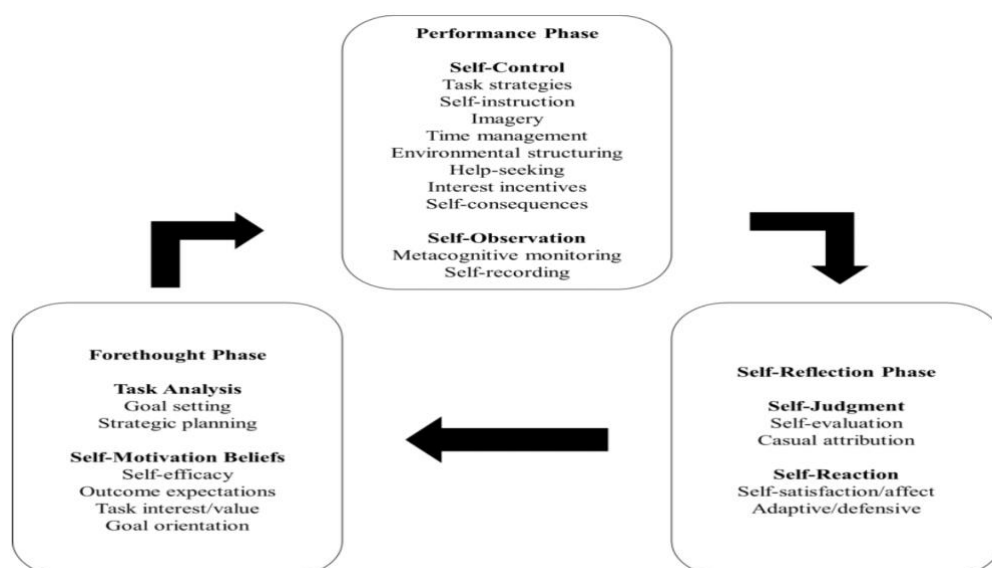 Performance Phase
Self-Control
Task strategies
Self-instruction
Imagery
Time management
Environmental structuring
Help-seeking
Interest incentives
Self-consequences
Self-Observation
Metacognitive monitoring
Self-recording
Forethought Phase
Task Analysis
Goal setting
Strategic planning
Self-Motivation Beliefs
Self-efficacy
Outcome expectations
Task interest/value
Goal orientation
Self-Reflection Phase
Self-Judgment
Self-evaluation
Casual attribution
Self-Reaction
Self-satisfaction/affect
Adaptive/defensive